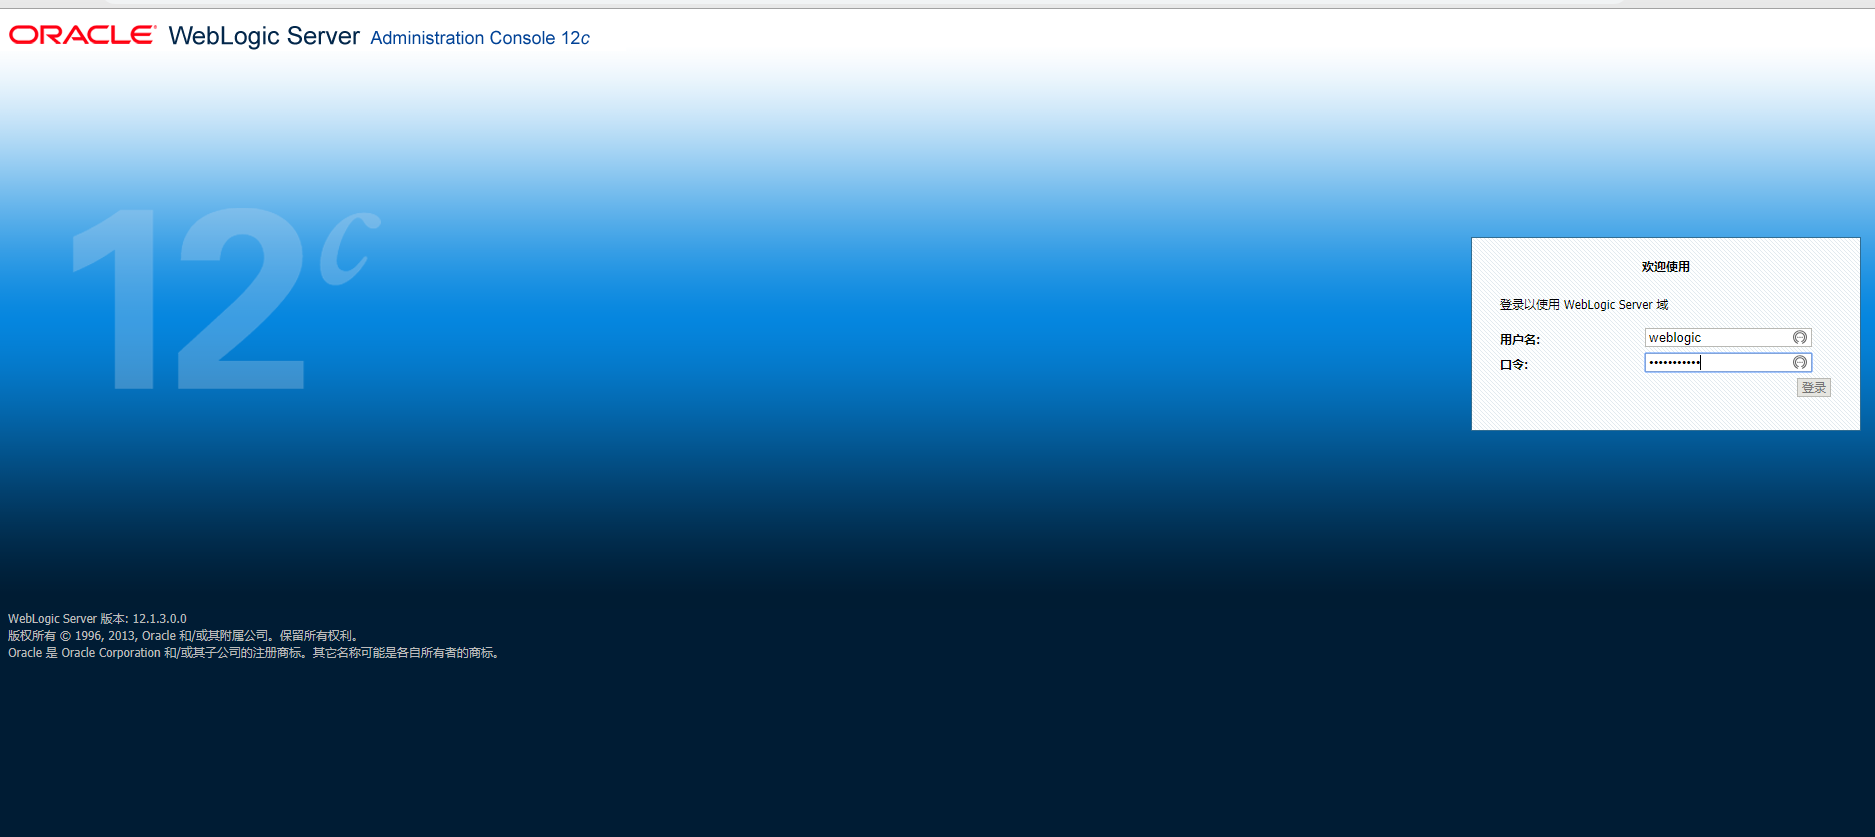 ORACLE WebLogic Server Administration Console 12c
12c
欢迎使用
登录以使用 WebLogic Server 域
用户名: weblogic
口令: •••••••••••
登录
WebLogic Server 版本: 12.1.3.0.0
版权所有 © 1996, 2013, Oracle 和/或其附属公司。保留所有权利。
Oracle 是 Oracle Corporation 和/或其子公司的注册商标。其它名称可能是各自所有者的商标。